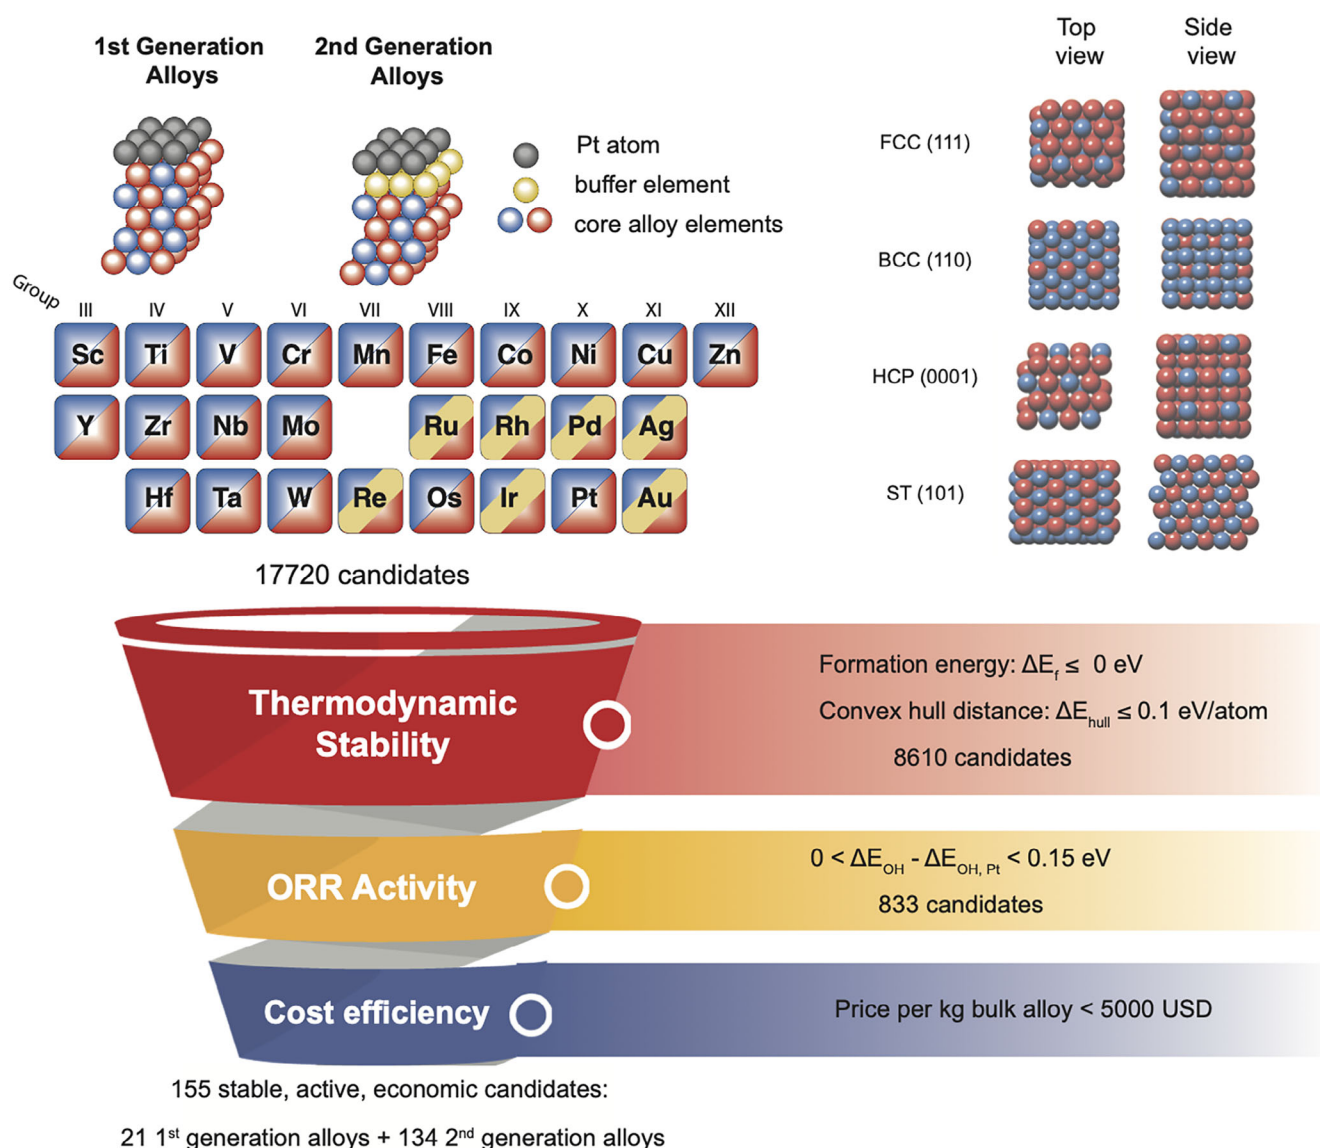 1st Generation
Alloys
2nd Generation
Alloys
Pt atom
buffer element
core alloy elements
Top
view
Side
view
FCC (111)
BCC (110)
HCP (0001)
ST (101)
Group
III IV V VI VII VIII IX X XI XII
Sc Ti V Cr Mn Fe Co Ni Cu Zn
Y Zr Nb Mo Ru Rh Pd Ag
Hf Ta W Re Os Ir Pt Au
17720 candidates
Thermodynamic
Stability
Formation energy: ΔEf ≤ 0 eV
Convex hull distance: ΔEhull ≤ 0.1 eV/atom
8610 candidates
ORR Activity
0 < ΔEOH - ΔEOH, Pt < 0.15 eV
833 candidates
Cost efficiency
Price per kg bulk alloy < 5000 USD
155 stable, active, economic candidates:
21 1st generation alloys + 134 2nd generation alloys